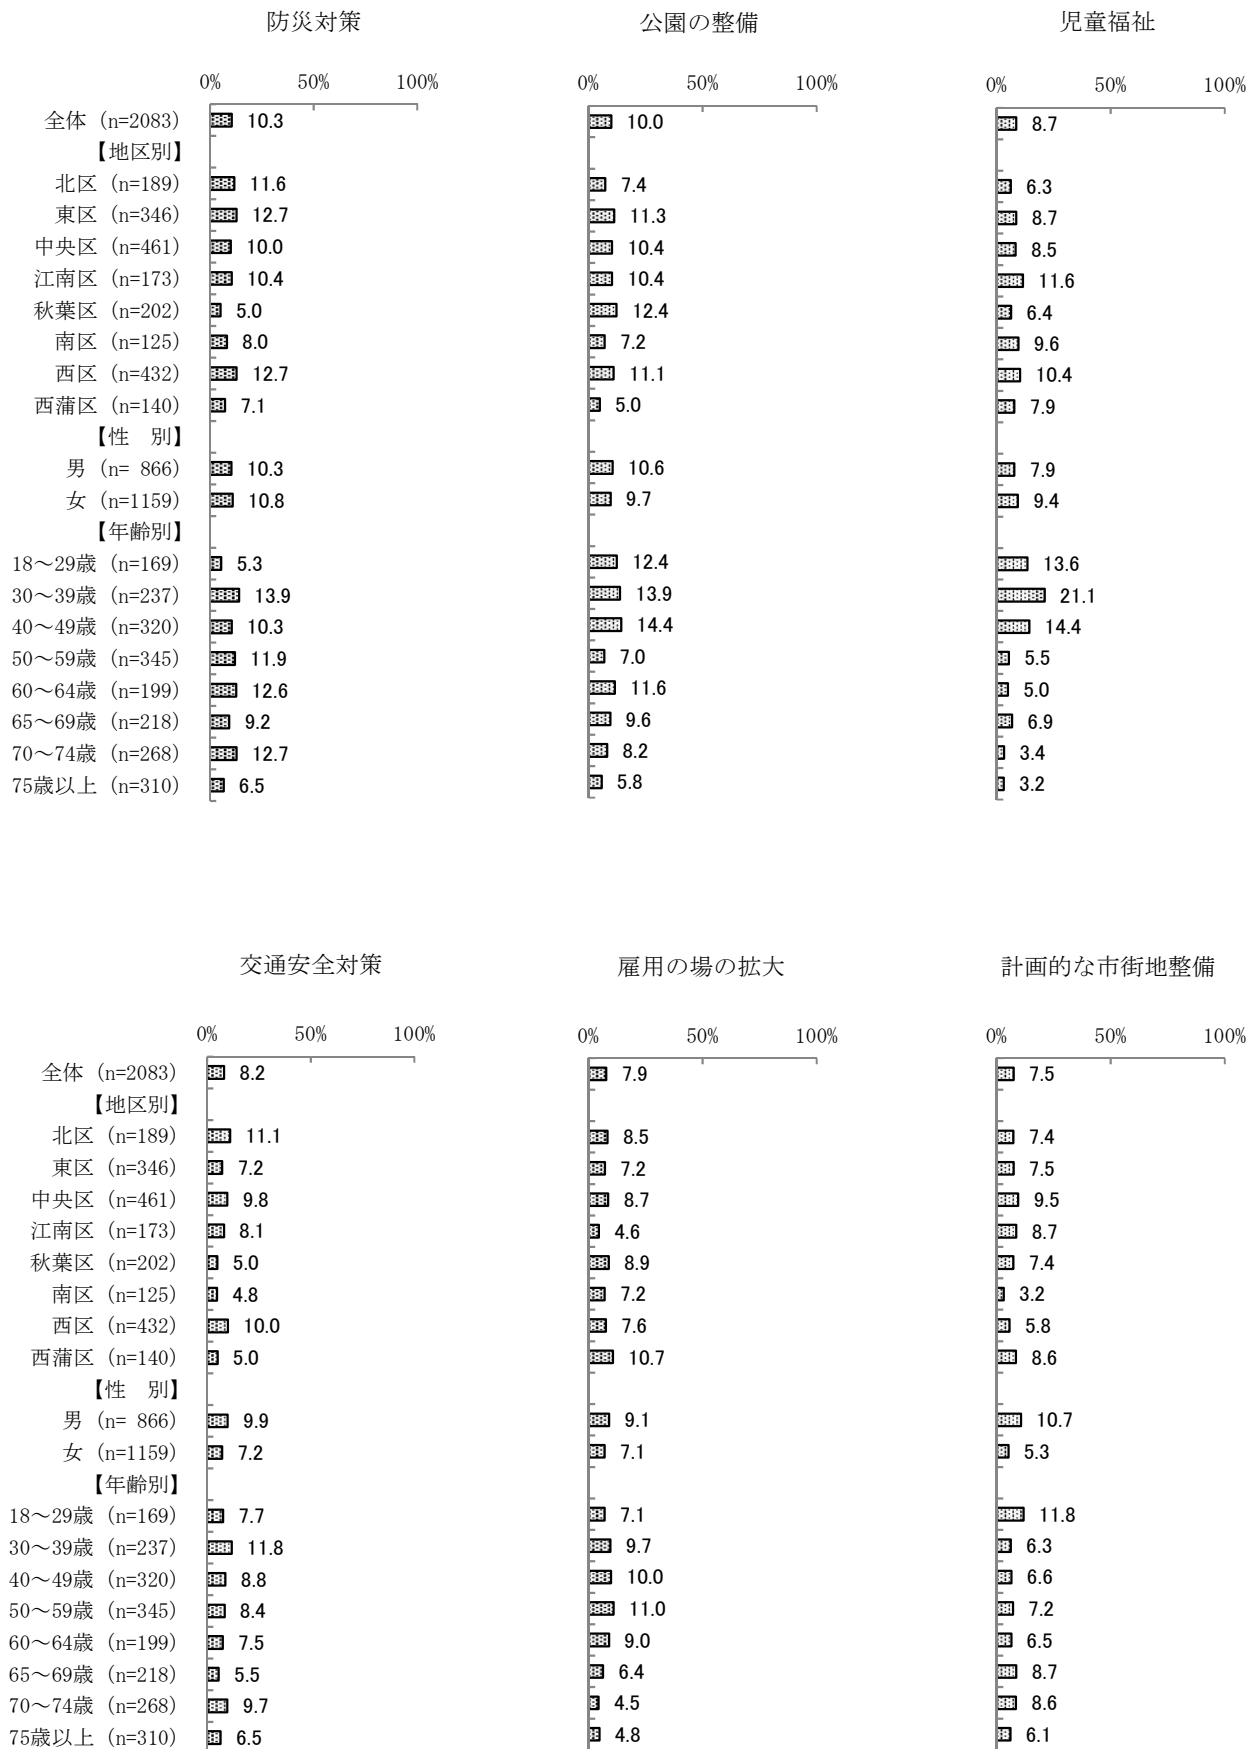 防災対策 公園の整備 児童福祉
0% 50% 100% 0% 50% 100% 0% 50% 100%
全体 (n=2083) 10.3 10.0 8.7
【地区別】
北区 (n=189) 11.6 7.4 6.3
東区 (n=346) 12.7 11.3 8.7
中央区 (n=461) 10.0 10.4 8.5
江南区 (n=173) 10.4 10.4 11.6
秋葉区 (n=202) 5.0 12.4 6.4
南区 (n=125) 8.0 7.2 9.6
西区 (n=432) 12.7 11.1 10.4
西蒲区 (n=140) 7.1 5.0 7.9
【性　別】
男 (n= 866) 10.3 10.6 7.9
女 (n=1159) 10.8 9.7 9.4
【年齢別】
18～29歳 (n=169) 5.3 12.4 13.6
30～39歳 (n=237) 13.9 13.9 21.1
40～49歳 (n=320) 10.3 14.4 14.4
50～59歳 (n=345) 11.9 7.0 5.5
60～64歳 (n=199) 12.6 11.6 5.0
65～69歳 (n=218) 9.2 9.6 6.9
70～74歳 (n=268) 12.7 8.2 3.4
75歳以上 (n=310) 6.5 5.8 3.2
交通安全対策 雇用の場の拡大 計画的な市街地整備
0% 50% 100% 0% 50% 100% 0% 50% 100%
全体 (n=2083) 8.2 7.9 7.5
【地区別】
北区 (n=189) 11.1 8.5 7.4
東区 (n=346) 7.2 7.2 7.5
中央区 (n=461) 9.8 8.7 9.5
江南区 (n=173) 8.1 4.6 8.7
秋葉区 (n=202) 5.0 8.9 7.4
南区 (n=125) 4.8 7.2 3.2
西区 (n=432) 10.0 7.6 5.8
西蒲区 (n=140) 5.0 10.7 8.6
【性　別】
男 (n= 866) 9.9 9.1 10.7
女 (n=1159) 7.2 7.1 5.3
【年齢別】
18～29歳 (n=169) 7.7 7.1 11.8
30～39歳 (n=237) 11.8 9.7 6.3
40～49歳 (n=320) 8.8 10.0 6.6
50～59歳 (n=345) 8.4 11.0 7.2
60～64歳 (n=199) 7.5 9.0 6.5
65～69歳 (n=218) 5.5 6.4 8.7
70～74歳 (n=268) 9.7 4.5 8.6
75歳以上 (n=310) 6.5 4.8 6.1